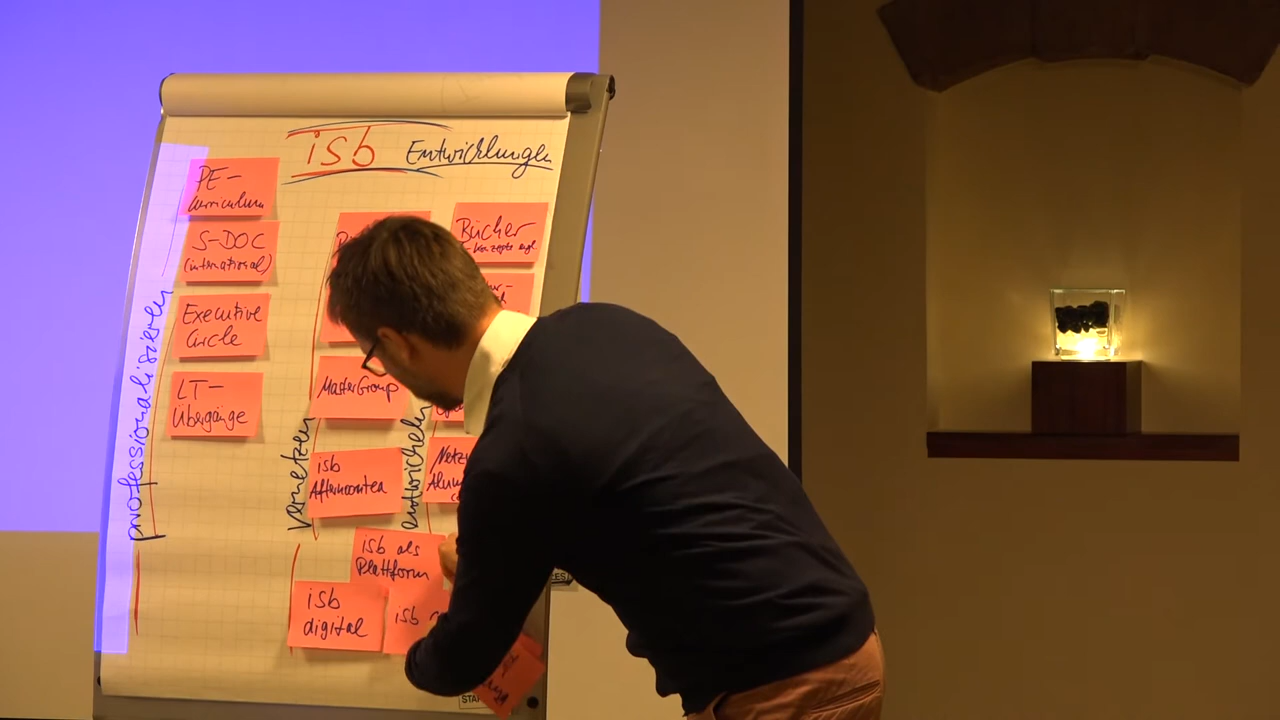 isb Entwicklungen
professionalisieren
PE-
Curriculum
S-DOC
(international)
Executive
Circle
LT-
Übergänge
vernetzen
MasterGroup
isb
Afternoontea
entwickeln
Bücher
isb als
Plattform
isb
digital
isb